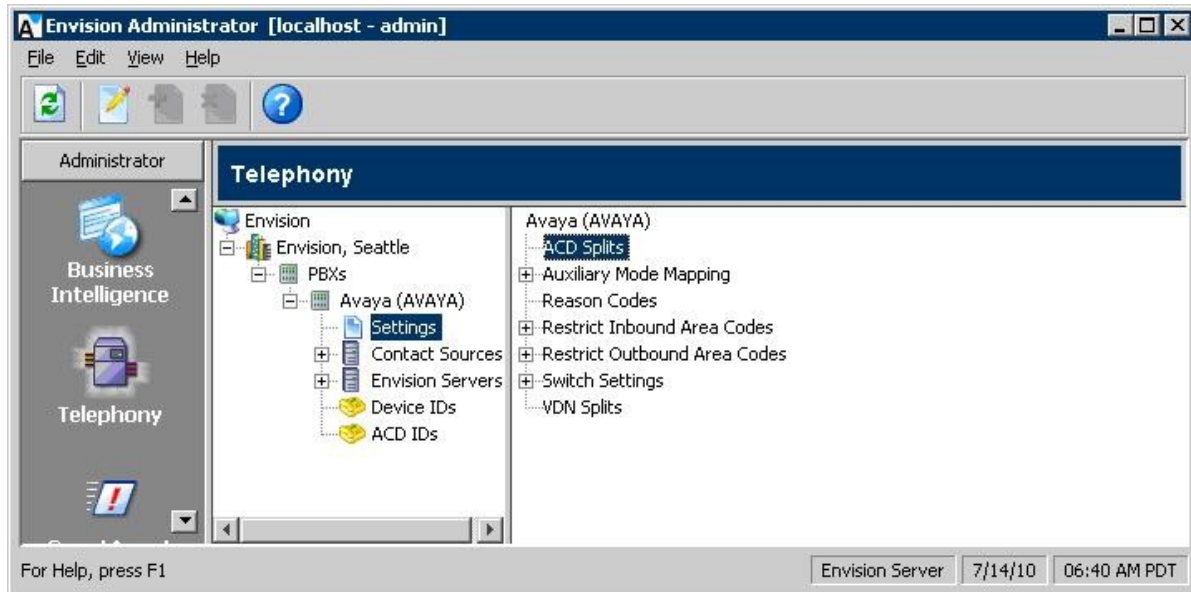 Envision Administrator [localhost - admin]
File Edit View Help
Administrator
Business
Intelligence
Telephony
Telephony
Envision
Envision, Seattle
PBXs
Avaya (AVAYA)
Settings
Contact Sources
Envision Servers
Device IDs
ACD IDs
Avaya (AVAYA)
ACD Splits
Auxiliary Mode Mapping
Reason Codes
Restrict Inbound Area Codes
Restrict Outbound Area Codes
Switch Settings
VDN Splits
For Help, press F1
Envision Server 7/14/10 06:40 AM PDT